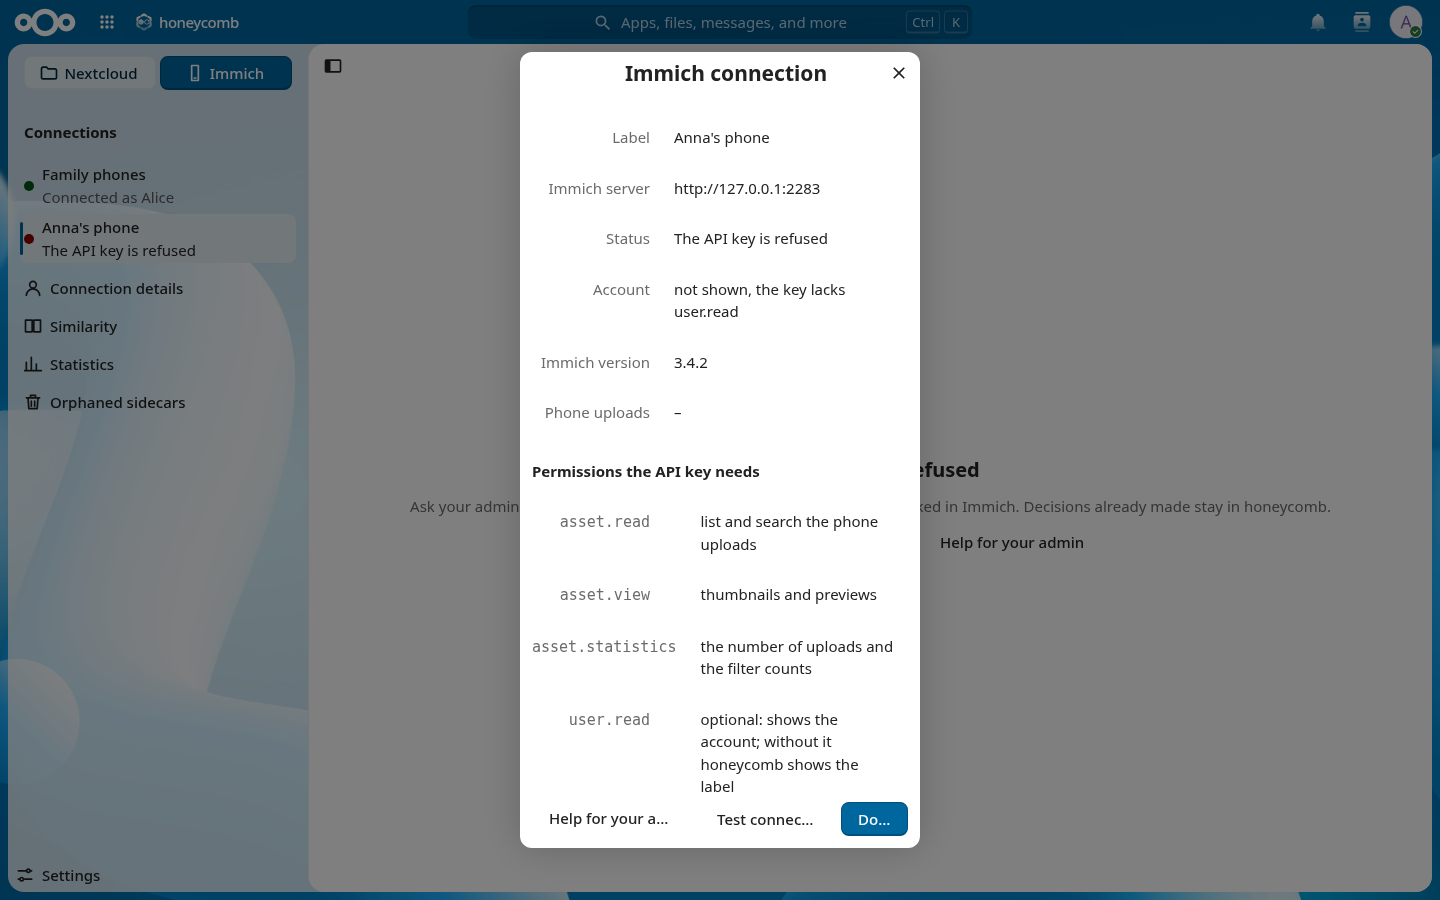 honeycomb
Apps, files, messages, and more
Ctrl
K
A
Nextcloud
Immich
Connections
Family phones
Connected as Alice
Anna's phone
The API key is refused
Connection details
Similarity
Statistics
Orphaned sidecars
Settings
Immich connection
Label
Anna's phone
Immich server
http://127.0.0.1:2283
Status
The API key is refused
Account
not shown, the key lacks
user.read
Immich version
3.4.2
Phone uploads
–
Permissions the API key needs
asset.read
list and search the phone
uploads
asset.view
thumbnails and previews
asset.statistics
the number of uploads and
the filter counts
user.read
optional: shows the
account; without it
honeycomb shows the
label
Help for your a...
Test connec...
Do...
Ask your admin
in Immich. Decisions already made stay in honeycomb.
Help for your admin